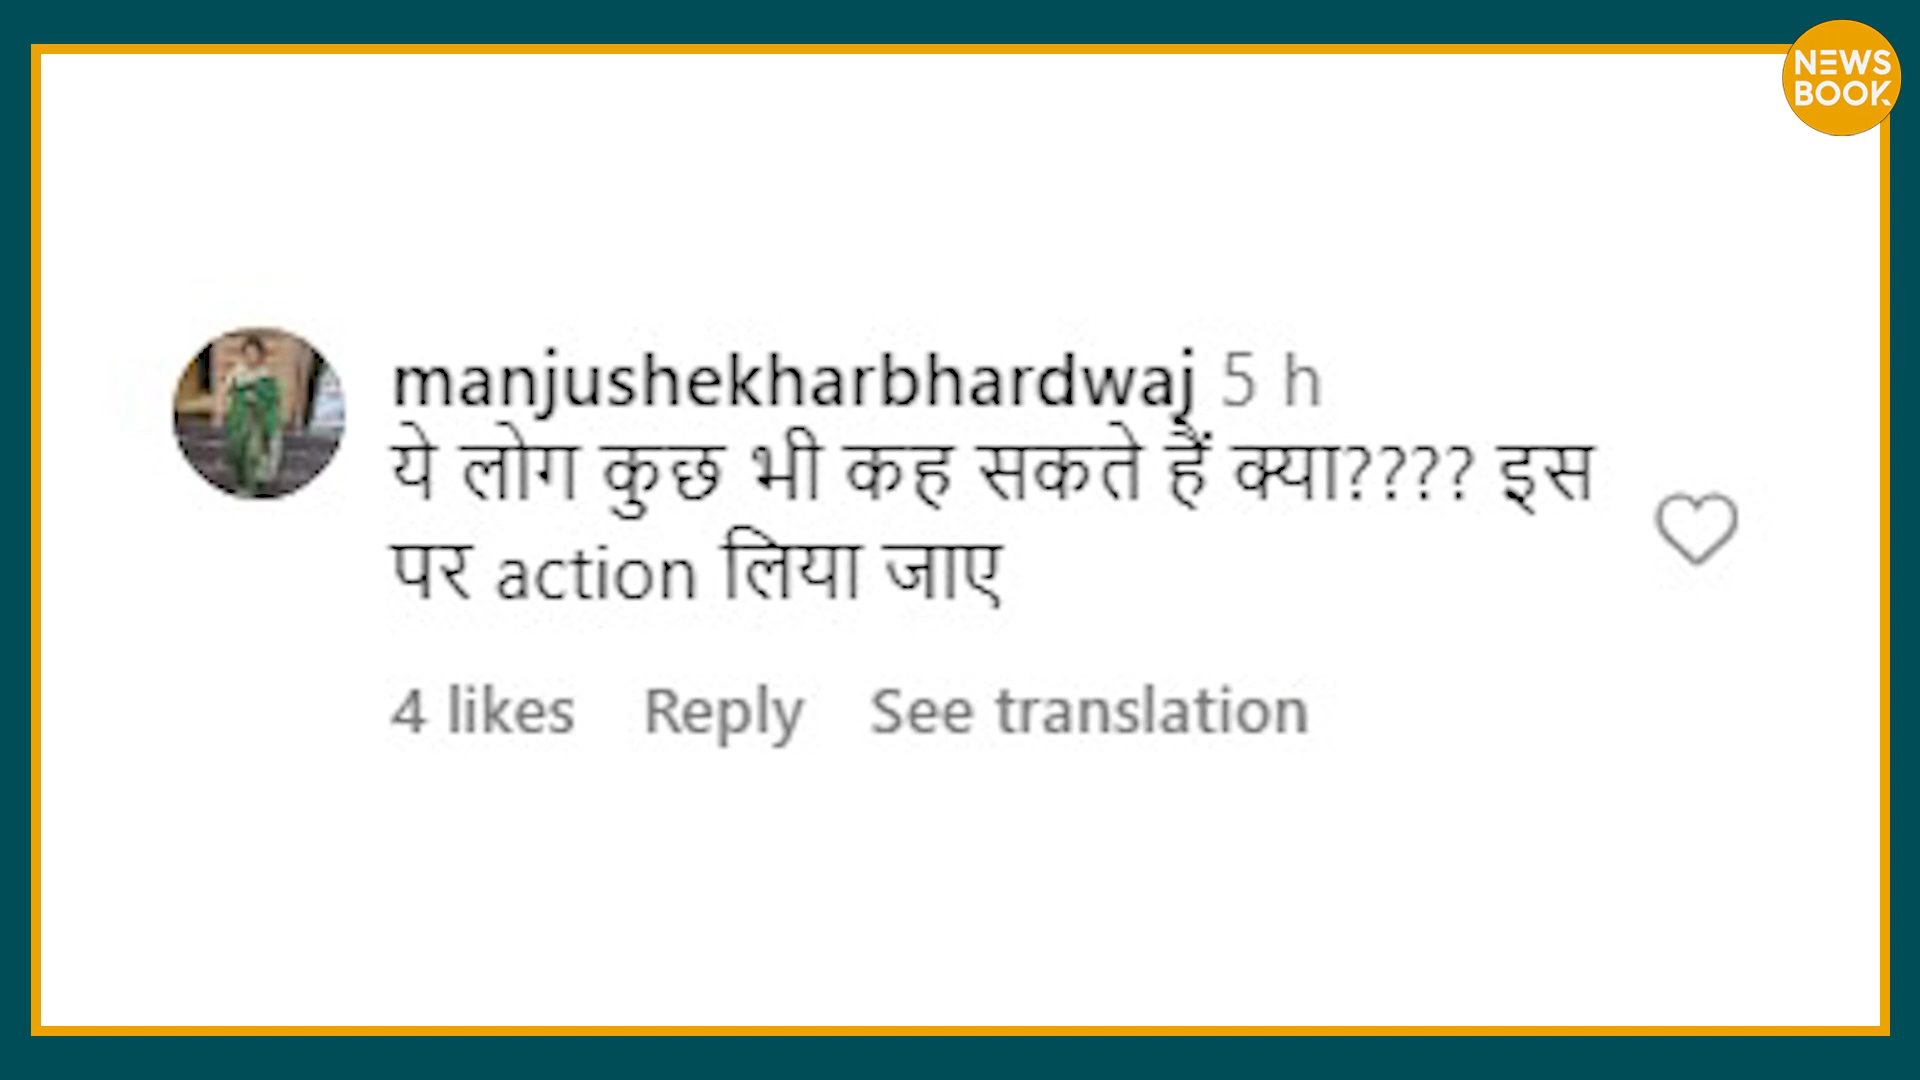 NEWS
BOOK
manjushekharbhardwaj 5 h
ये लोग कुछ भी कह सकते हैं क्या???? इस
पर action लिया जाए
4 likes Reply See translation